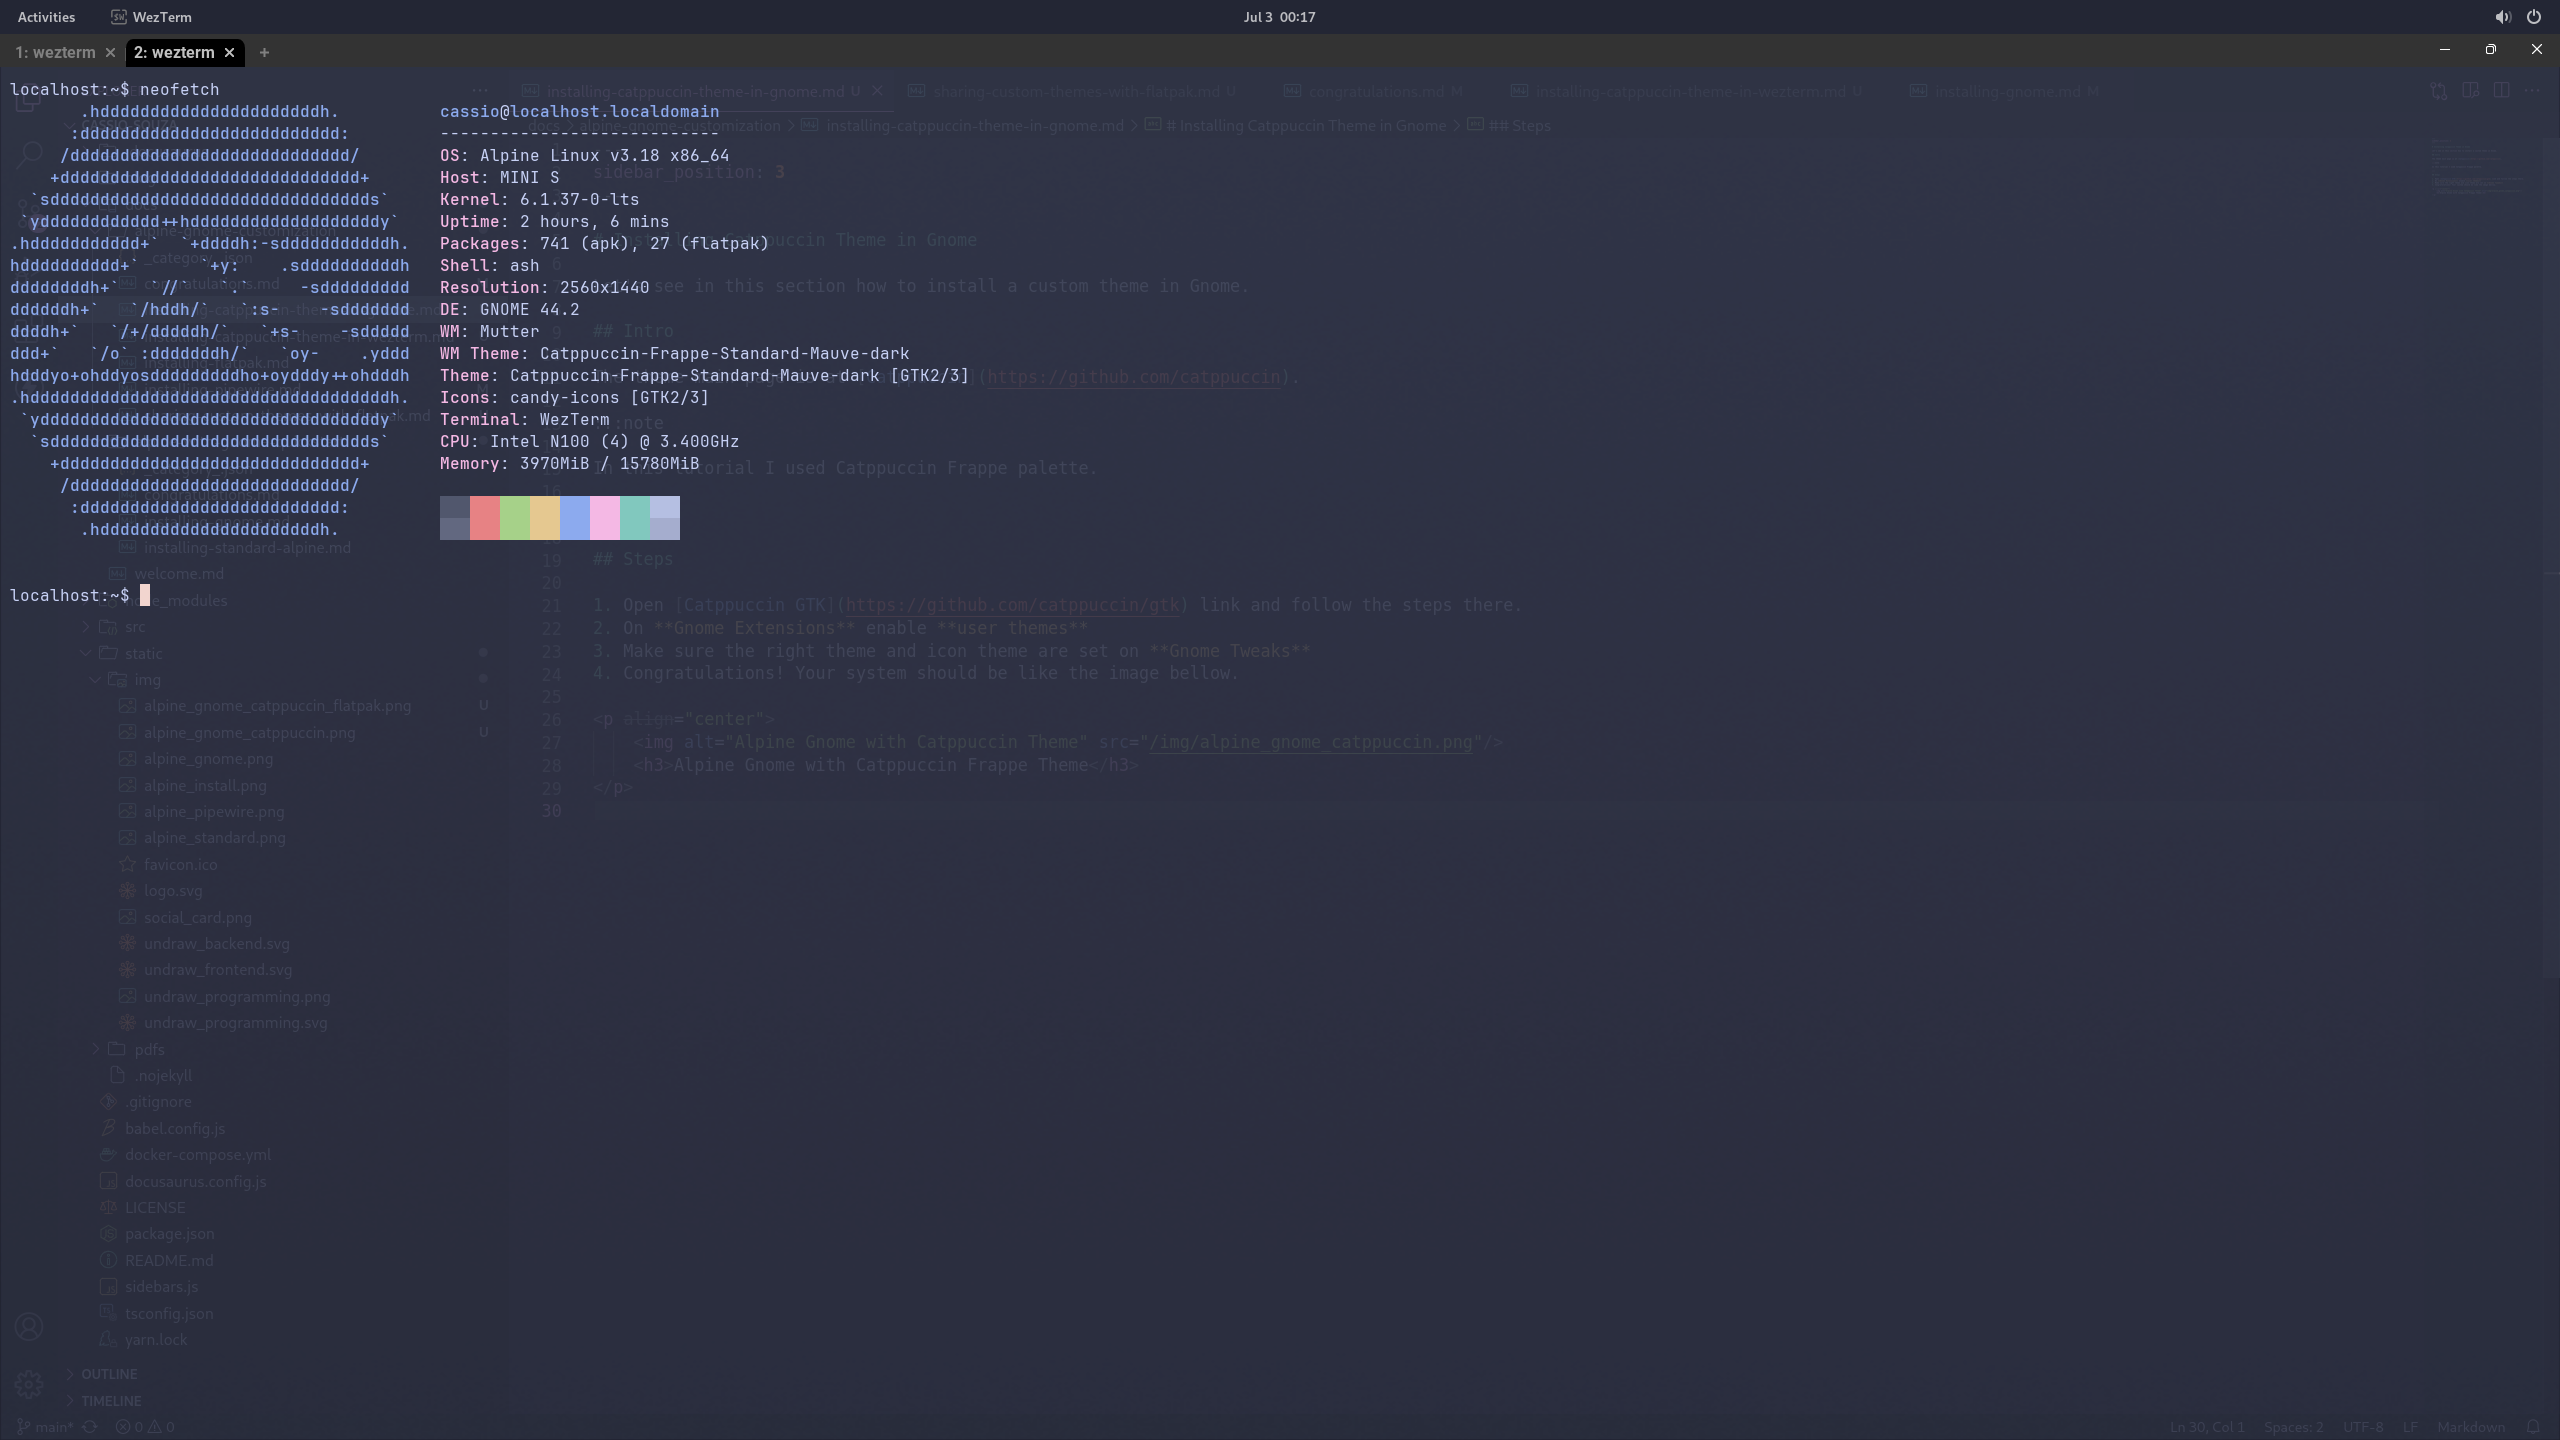 Activities WezTerm Jul 3 00:17
1: wezterm × 2: wezterm × +
localhost:~$ neofetch
.hddddddddddddddddddddddh. cassio@localhost.localdomain
:dddddddddddddddddddddddddd: ----------------------------
/dddddddddddddddddddddddddddd/ OS: Alpine Linux v3.18 x86_64
+dddddddddddddddddddddddddddddd+ Host: MINI S
`sdddddddddddddddddddddddddddddddds` Kernel: 6.1.37-0-lts
`ydddddddddddd++hdddddddddddddddddddy` Uptime: 2 hours, 6 mins
.hddddddddddd+` `+ddddh:-sdddddddddddh. Packages: 741 (apk), 27 (flatpak)
hdddddddddd+` `+y: .sddddddddddh Shell: ash
ddddddddh+` `//` `.` -sddddddddd Resolution: 2560x1440
ddddddh+` `/hddh/` `:s- -sddddddd DE: GNOME 44.2
ddddh+` `/+/dddddh/` `+s- -sddddd WM: Mutter
ddd+` `/o` :dddddddh/` `oy- .yddd WM Theme: Catppuccin-Frappe-Standard-Mauve-dark
hdddyo+ohddyosdddddddddho+oydddy++ohdddh Theme: Catppuccin-Frappe-Standard-Mauve-dark [GTK2/3]
.hddddddddddddddddddddddddddddddddddddh. Icons: candy-icons [GTK2/3]
`yddddddddddddddddddddddddddddddddddy` Terminal: WezTerm
`sdddddddddddddddddddddddddddddddds` CPU: Intel N100 (4) @ 3.400GHz
+dddddddddddddddddddddddddddddd+ Memory: 3970MiB / 15780MiB
/dddddddddddddddddddddddddddd/
:dddddddddddddddddddddddddd:
.hddddddddddddddddddddddh.
localhost:~$
installing-catppuccin-theme-in-gnome.md U
sharing-custom-themes-with-flatpak.md U
congratulations.md M
installing-catppuccin-theme-in-wezterm.md U
installing-gnome.md M
docs > alpine-gnome-customization > installing-catppuccin-theme-in-gnome.md > # Installing Catppuccin Theme in Gnome > ## Steps
sidebar_position: 3
Theme in Gnome
see in this section how to install a custom theme in Gnome.
9 ## Intro
(https://github.com/catppuccin).
note
I used Catppuccin Frappe palette.
16
19 ## Steps
20
21 1. Open [Catppuccin GTK](https://github.com/catppuccin/gtk) link and follow the steps there.
22 2. On **Gnome Extensions** enable **user themes**
23 3. Make sure the right theme and icon theme are set on **Gnome Tweaks**
24 4. Congratulations! Your system should be like the image bellow.
25
26 <p align="center">
27 <img alt="Alpine Gnome with Catppuccin Theme" src="/img/alpine_gnome_catppuccin.png"/>
28 <h3>Alpine Gnome with Catppuccin Frappe Theme</h3>
29 </p>
30
installing-standard-alpine.md
welcome.md
src
static
img
alpine_gnome_catppuccin_flatpak.png U
alpine_gnome_catppuccin.png U
alpine_gnome.png
alpine_install.png
alpine_pipewire.png
alpine_standard.png
favicon.ico
logo.svg
social_card.png
undraw_backend.svg
undraw_frontend.svg
undraw_programming.png
undraw_programming.svg
pdfs
.nojekyll
.gitignore
babel.config.js
docker-compose.yml
docusaurus.config.js
LICENSE
package.json
README.md
sidebars.js
tsconfig.json
yarn.lock
OUTLINE
TIMELINE
main* 0 0 Ln 30, Col 1 Spaces: 2 UTF-8 LF Markdown